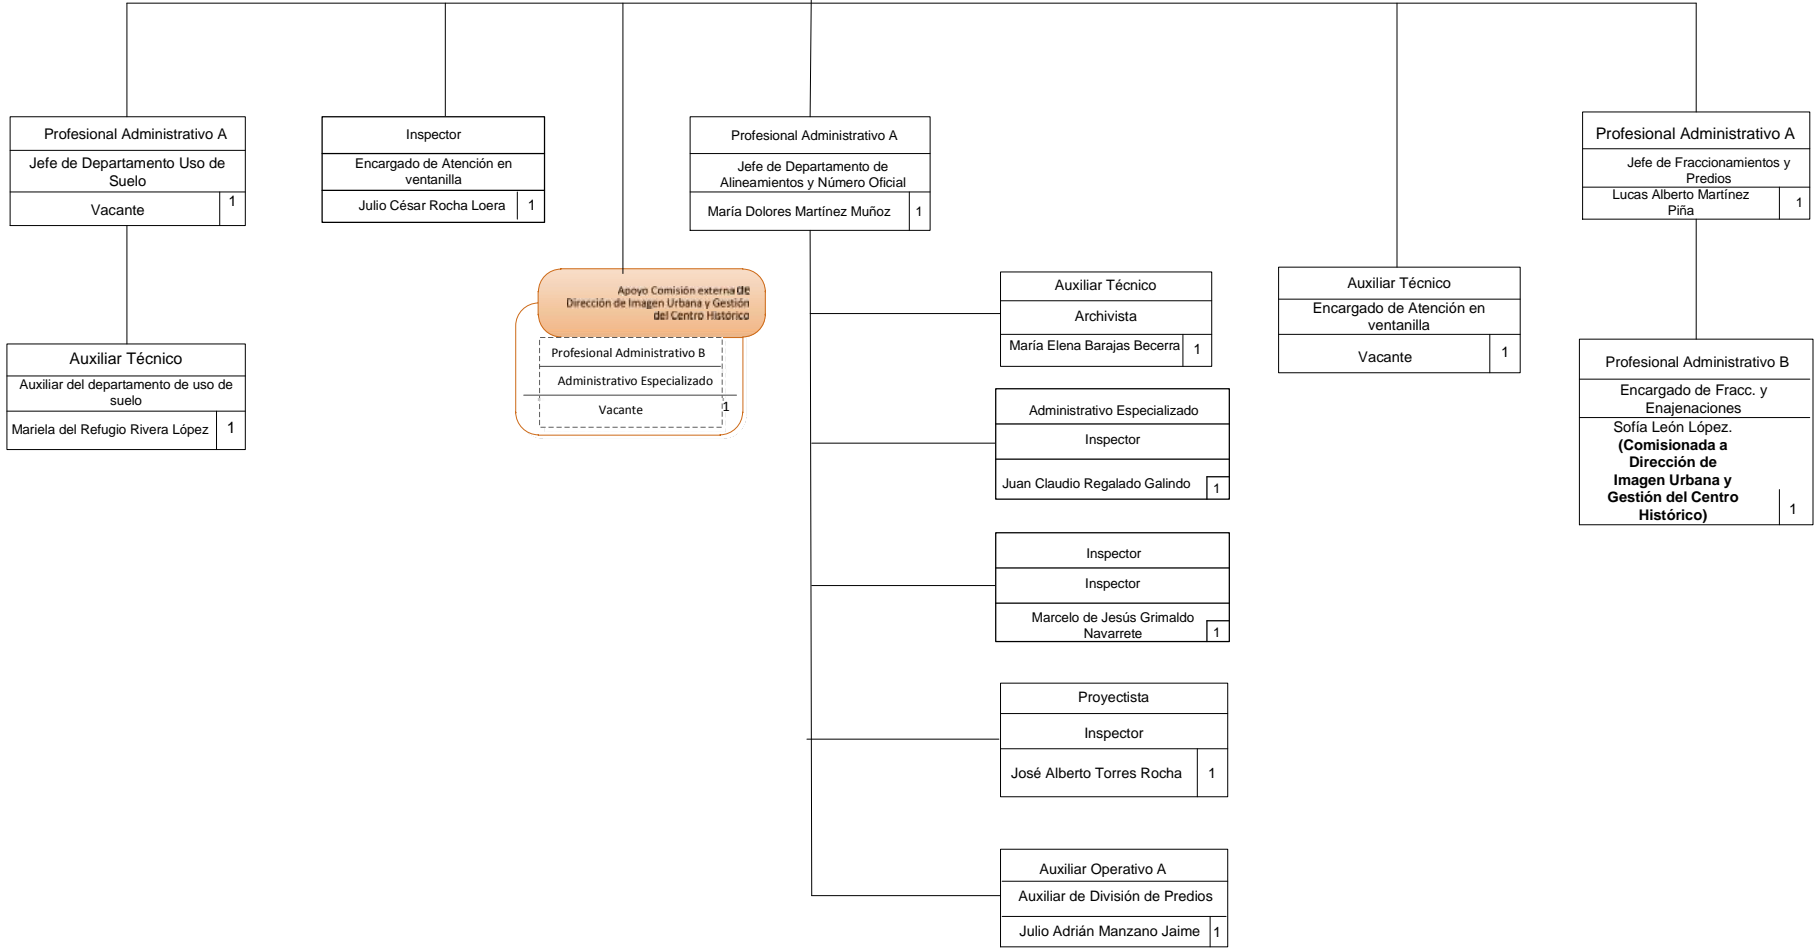 Profesional Administrativo A
Jefe de Departamento Uso de
Suelo
Vacante
1
Inspector
Encargado de Atención en
ventanilla
Julio César Rocha Loera
1
Profesional Administrativo A
Jefe de Departamento de
Alineamientos y Número Oficial
María Dolores Martínez Muñoz
1
Profesional Administrativo A
Jefe de Fraccionamientos y
Predios
Lucas Alberto Martínez
Piña
1
Apoyo Comisión externa de
Dirección de Imagen Urbana y Gestión
del Centro Histórico
Profesional Administrativo B
Administrativo Especializado
Vacante
1
Auxiliar Técnico
Archivista
María Elena Barajas Becerra
1
Auxiliar Técnico
Encargado de Atención en
ventanilla
Vacante
1
Auxiliar Técnico
Auxiliar del departamento de uso de
suelo
Mariela del Refugio Rivera López
1
Profesional Administrativo B
Encargado de Fracc. y
Enajenaciones
Sofía León López.
(Comisionada a
Dirección de
Imagen Urbana y
Gestión del Centro
Histórico)
1
Administrativo Especializado
Inspector
Juan Claudio Regalado Galindo
1
Inspector
Inspector
Marcelo de Jesús Grimaldo
Navarrete
1
Proyectista
Inspector
José Alberto Torres Rocha
1
Auxiliar Operativo A
Auxiliar de División de Predios
Julio Adrián Manzano Jaime
1